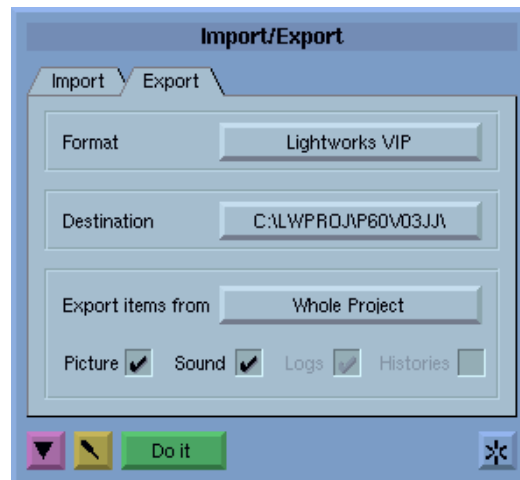 Import/Export
Import Export
Format Lightworks VIP
Destination C:\LWPROJ\P60V03JJ\
Export items from Whole Project
Picture Sound Logs Histories
Do it